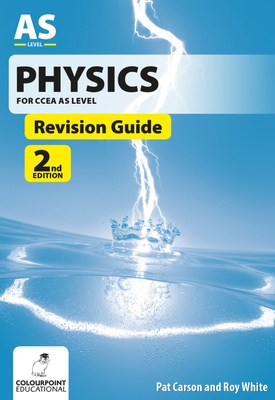 AS
LEVEL
PHYSICS
FOR CCEA AS LEVEL
Revision Guide
2nd
EDITION
COLOURPOINT
EDUCATIONAL
Pat Carson and Roy White